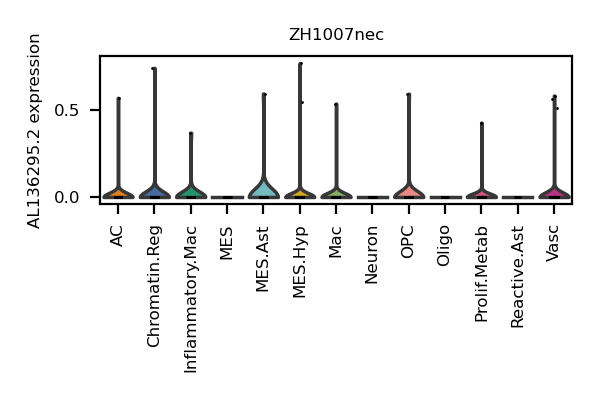 ZH1007nec
AL136295.2 expression
0.5
0.0
AC
Chromatin.Reg
Inflammatory.Mac
MES
MES.Ast
MES.Hyp
Mac
Neuron
OPC
Oligo
Prolif.Metab
Reactive.Ast
Vasc